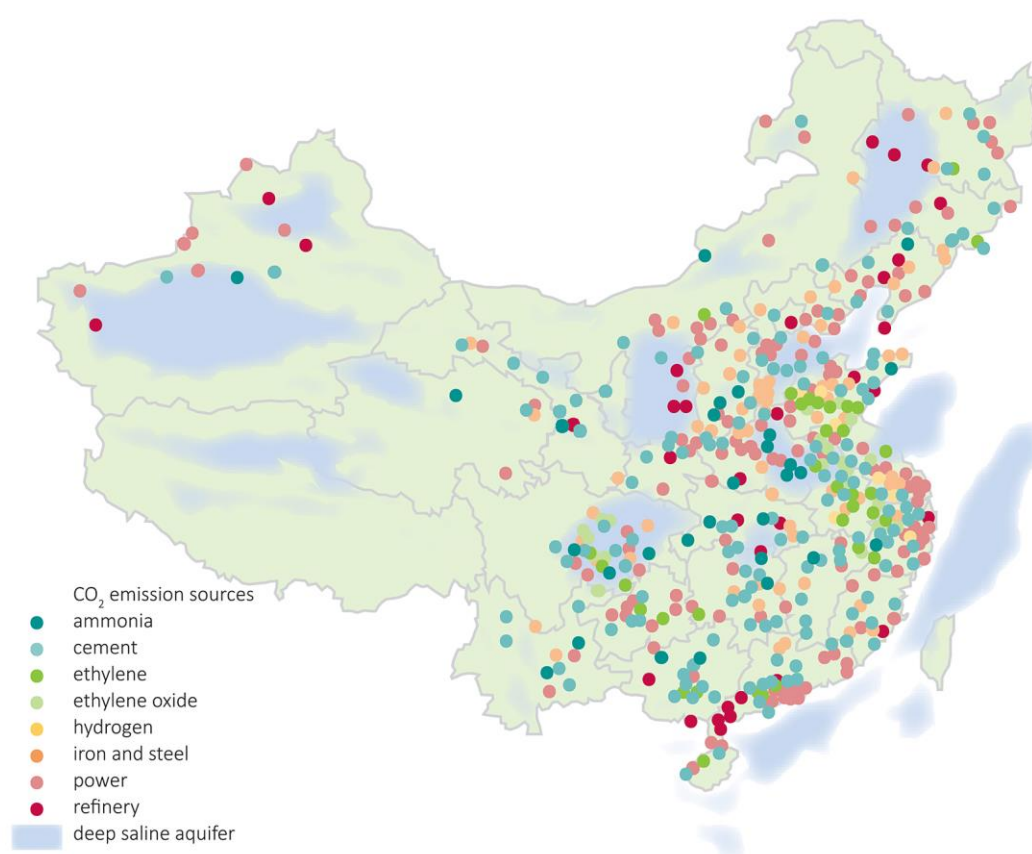 CO₂ emission sources
ammonia
cement
ethylene
ethylene oxide
hydrogen
iron and steel
power
refinery
deep saline aquifer